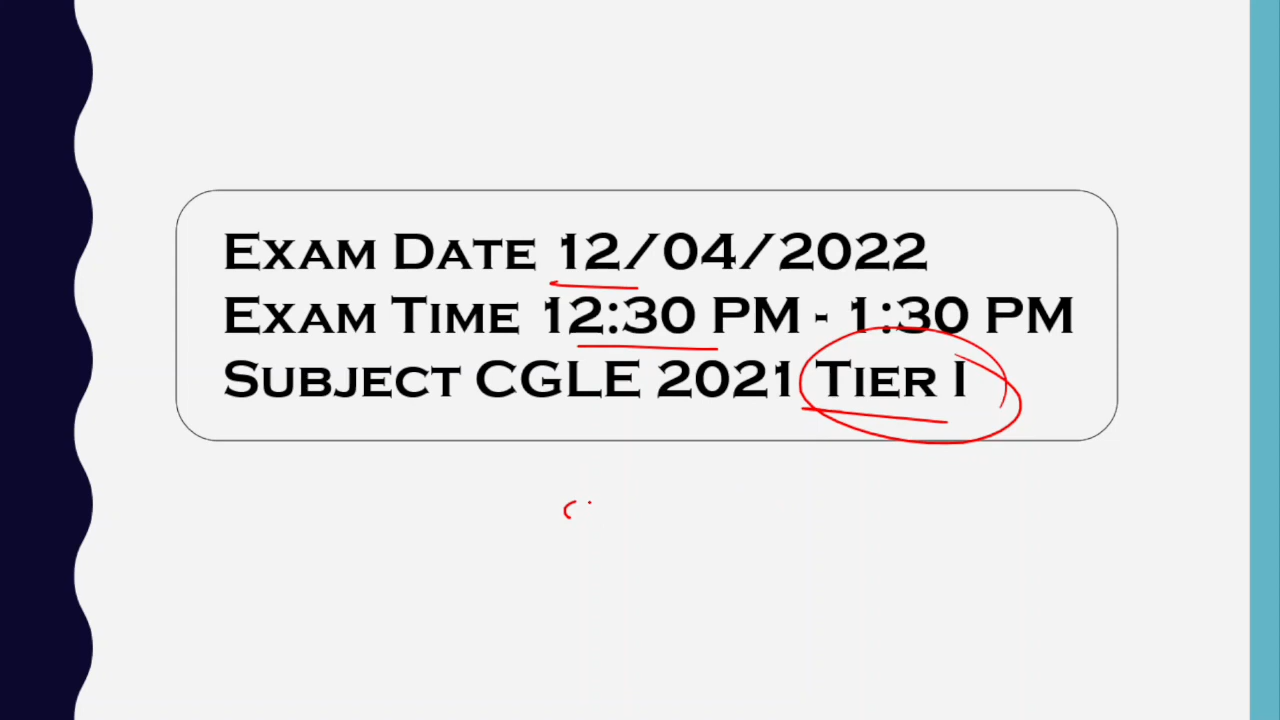 Exam Date 12/04/2022
Exam Time 12:30 PM - 1:30 PM
Subject CGLE 2021 Tier I